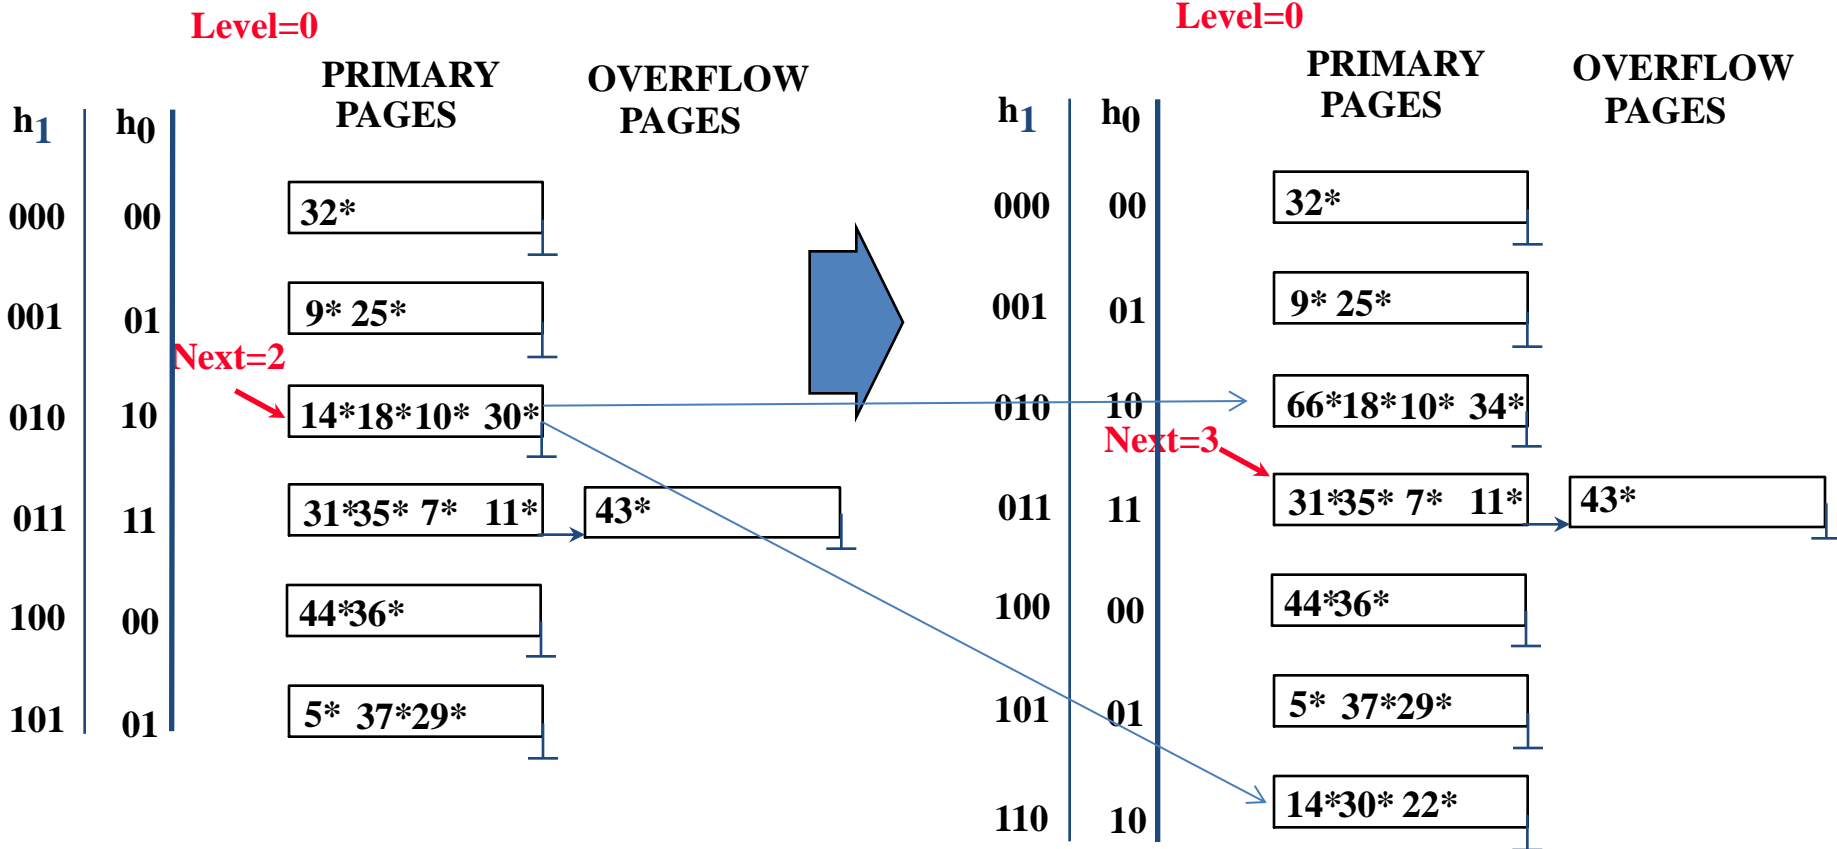 Level=0
PRIMARY PAGES
OVERFLOW PAGES
h1 h0
000 00 32*
001 01 9* 25*
Next=2
010 10 14*18*10* 30*
011 11 31*35* 7* 11* 43*
100 00 44*36*
101 01 5* 37*29*
Level=0
PRIMARY PAGES
OVERFLOW PAGES
h1 h0
000 00 32*
001 01 9* 25*
010 10 66*18*10* 34*
Next=3
011 11 31*35* 7* 11* 43*
100 00 44*36*
101 01 5* 37*29*
110 10 14*30* 22*